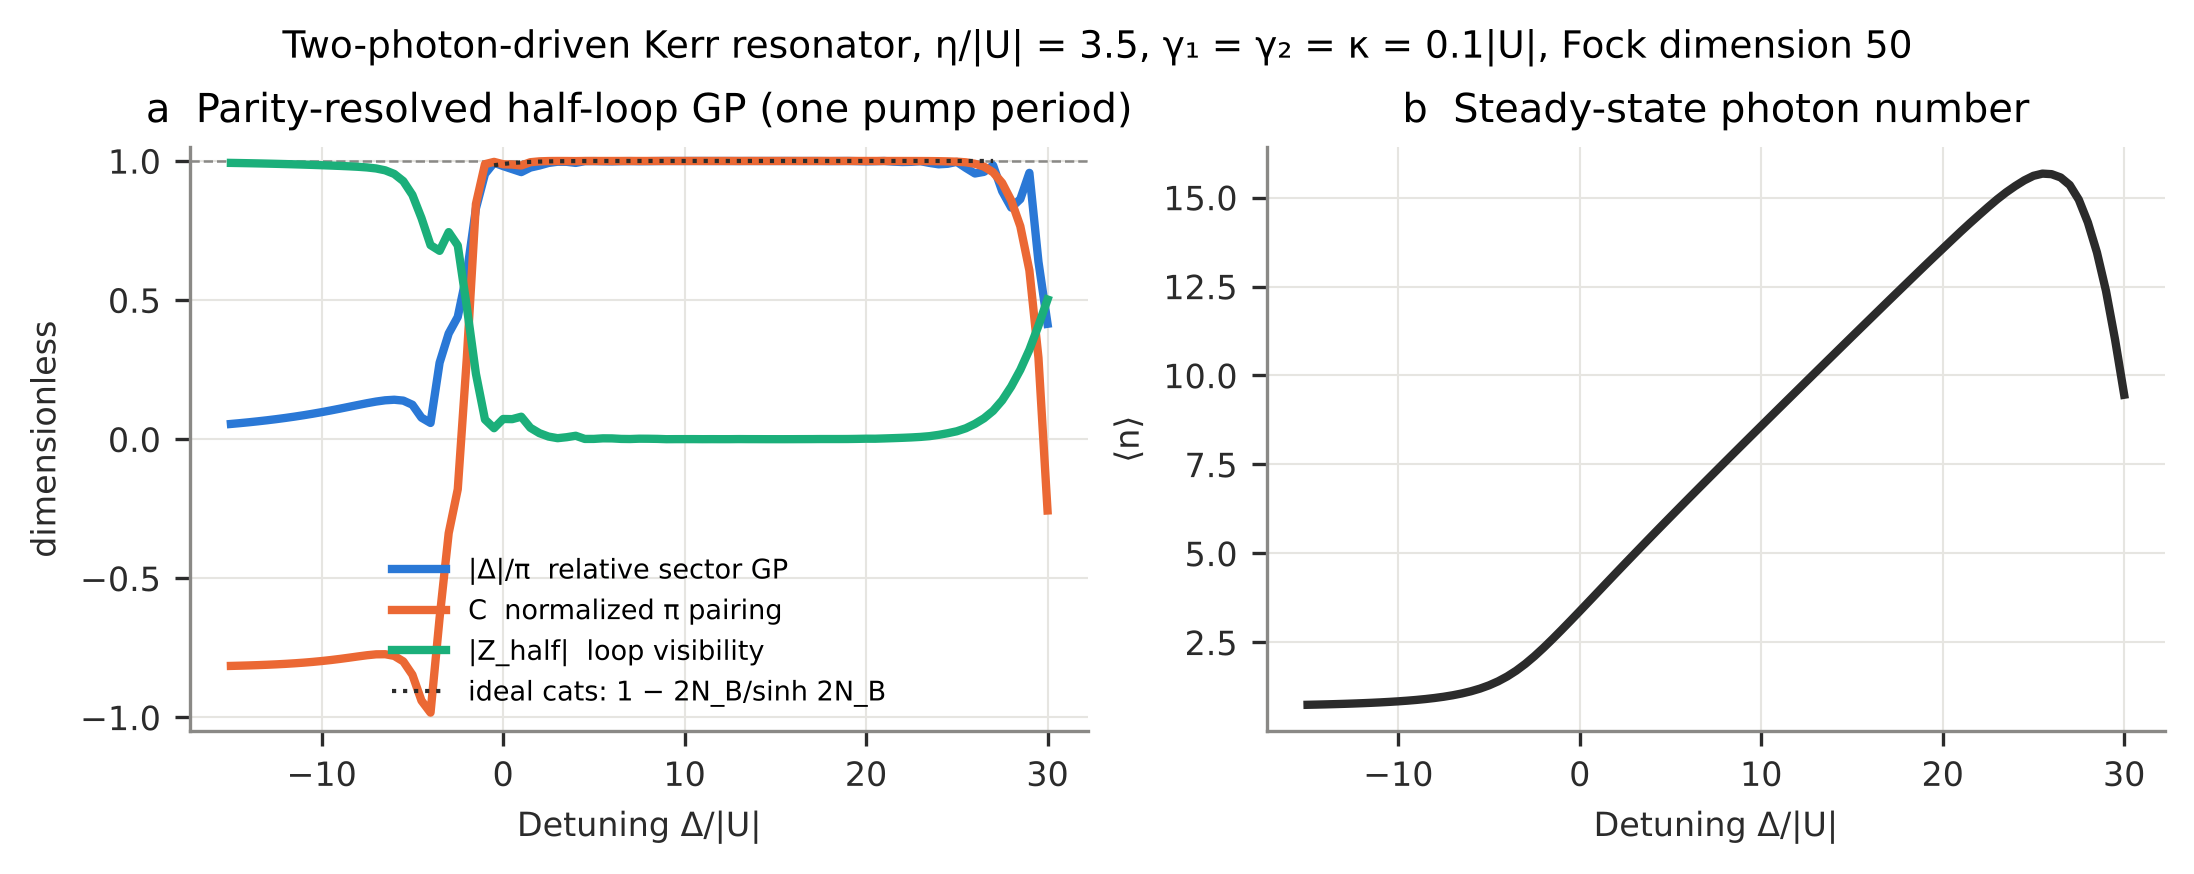 Two-photon-driven Kerr resonator, η/|U| = 3.5, γ₁ = γ₂ = κ = 0.1|U|, Fock dimension 50
a Parity-resolved half-loop GP (one pump period)
1.0
0.5
0.0
−0.5
−1.0
dimensionless
|Δ|/π relative sector GP
C normalized π pairing
|Z_half| loop visibility
ideal cats: 1 − 2N_B/sinh 2N_B
−10 0 10 20 30
Detuning Δ/|U|
b Steady-state photon number
15.0
12.5
10.0
7.5
5.0
2.5
⟨n⟩
−10 0 10 20 30
Detuning Δ/|U|